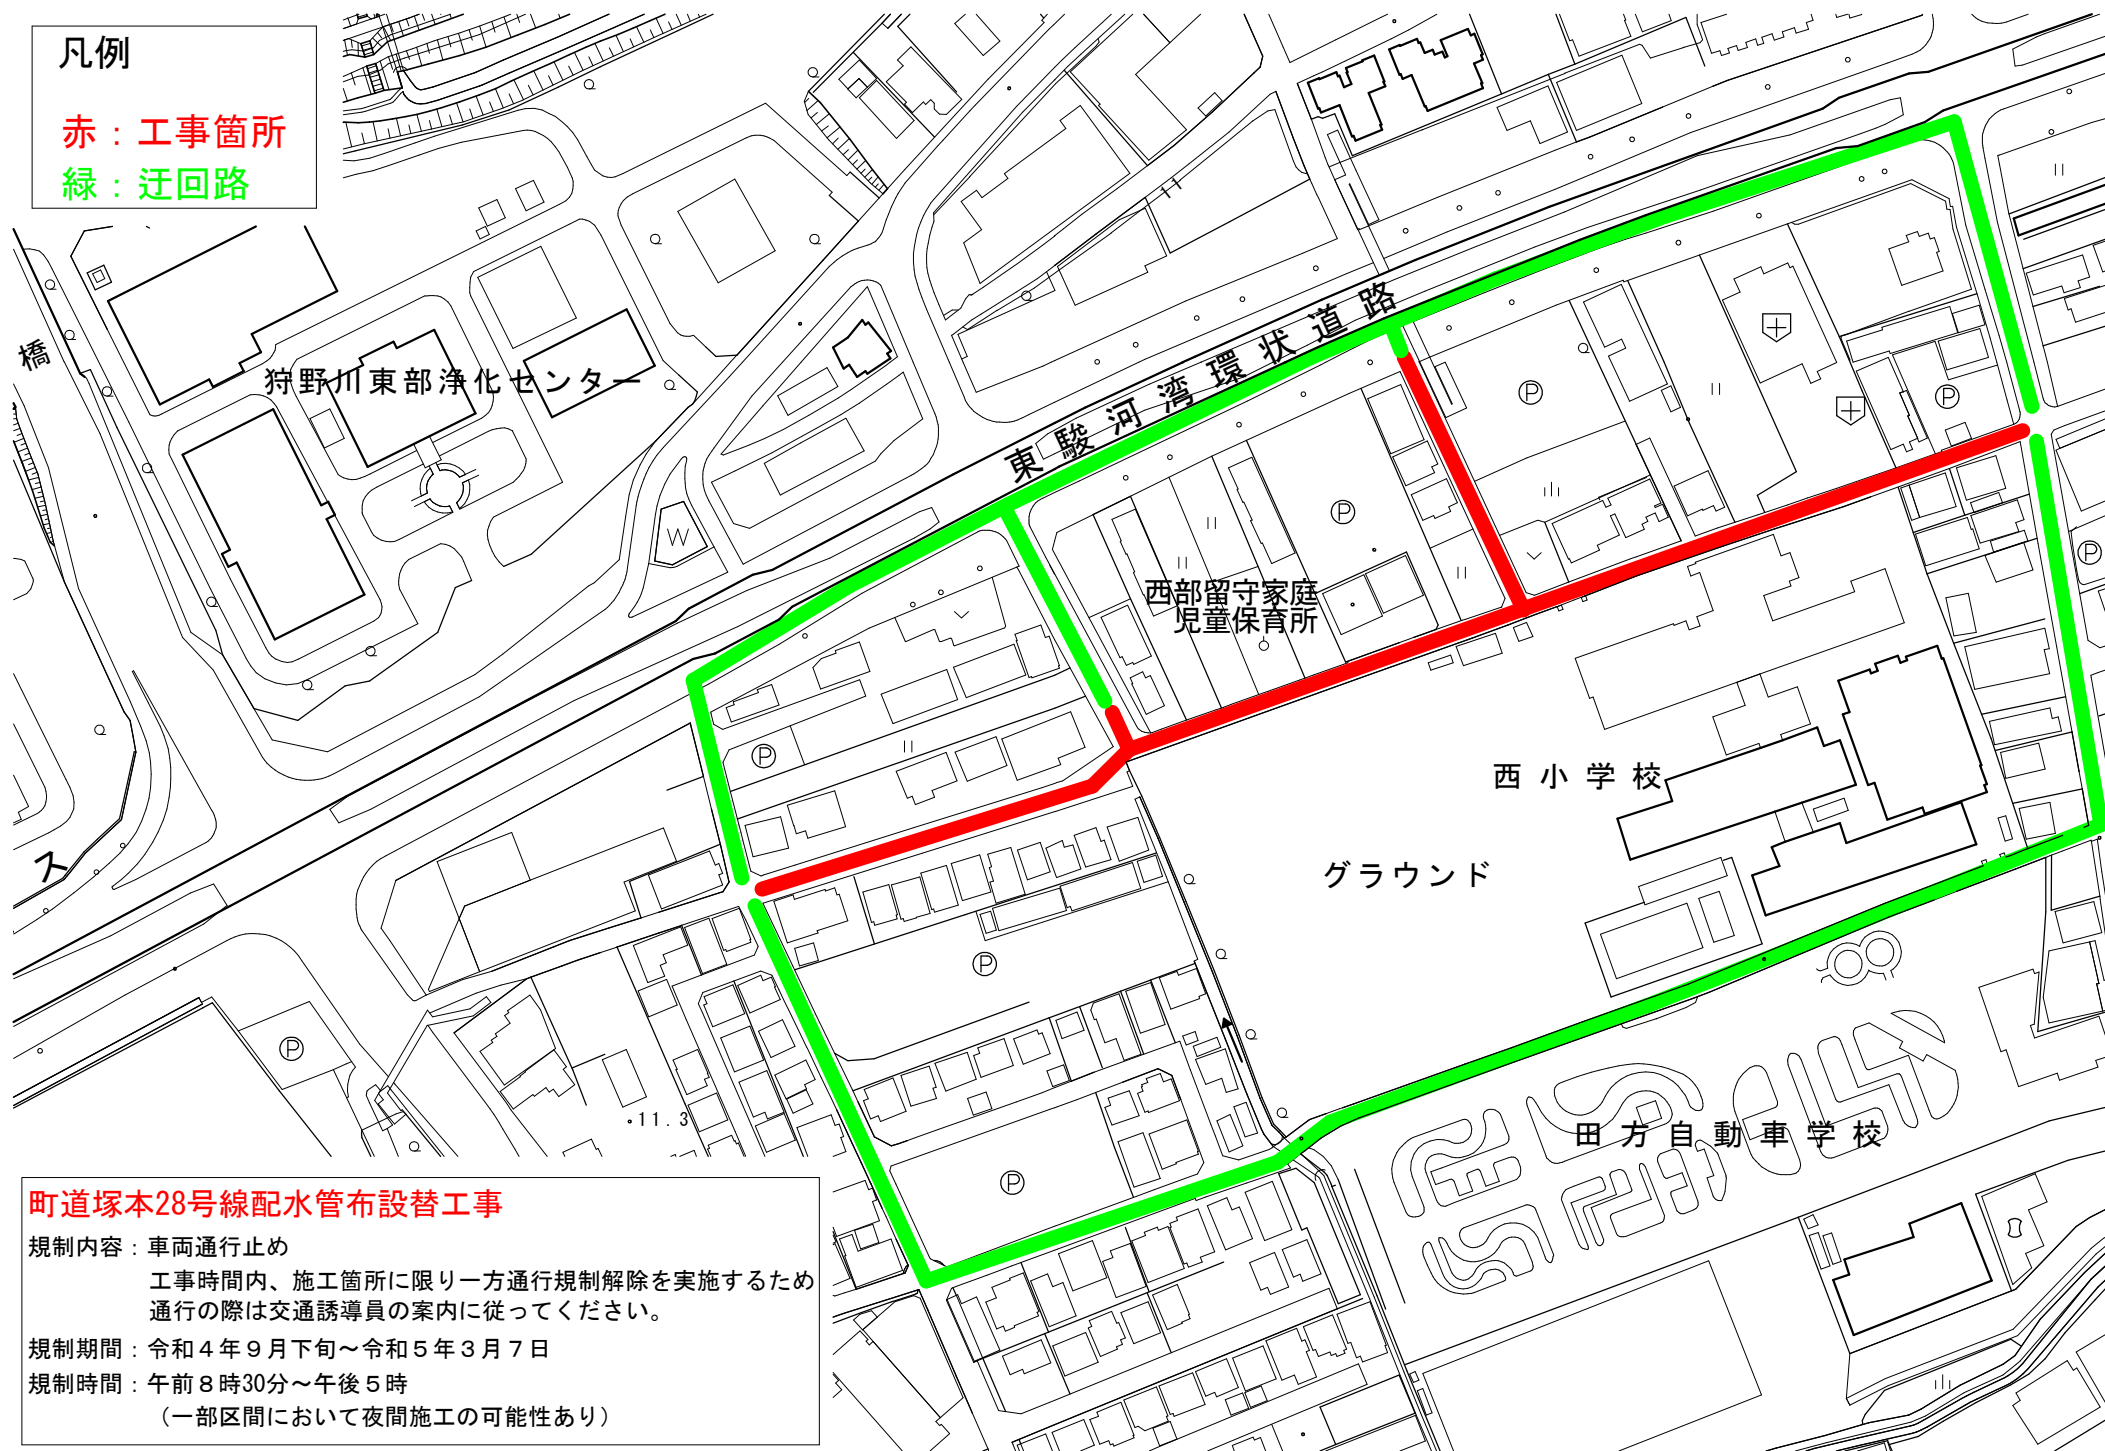 凡例
赤：工事箇所
緑：迂回路
橋
狩野川東部浄化センター
東駿河湾環状道路
11
Ⓟ
Ⓟ
Ⓟ
Ⓟ
W
西部留守家庭
児童保育所
Ⓟ
西小学校
グラウンド
ス
Ⓟ
Ⓟ
11.3
田方自動車学校
Ⓟ
町道塚本28号線配水管布設替工事
規制内容：車両通行止め
工事時間内、施工箇所に限り一方通行規制解除を実施するため
通行の際は交通誘導員の案内に従ってください。
規制期間：令和４年９月下旬～令和５年３月７日
規制時間：午前８時30分～午後５時
（一部区間において夜間施工の可能性あり）